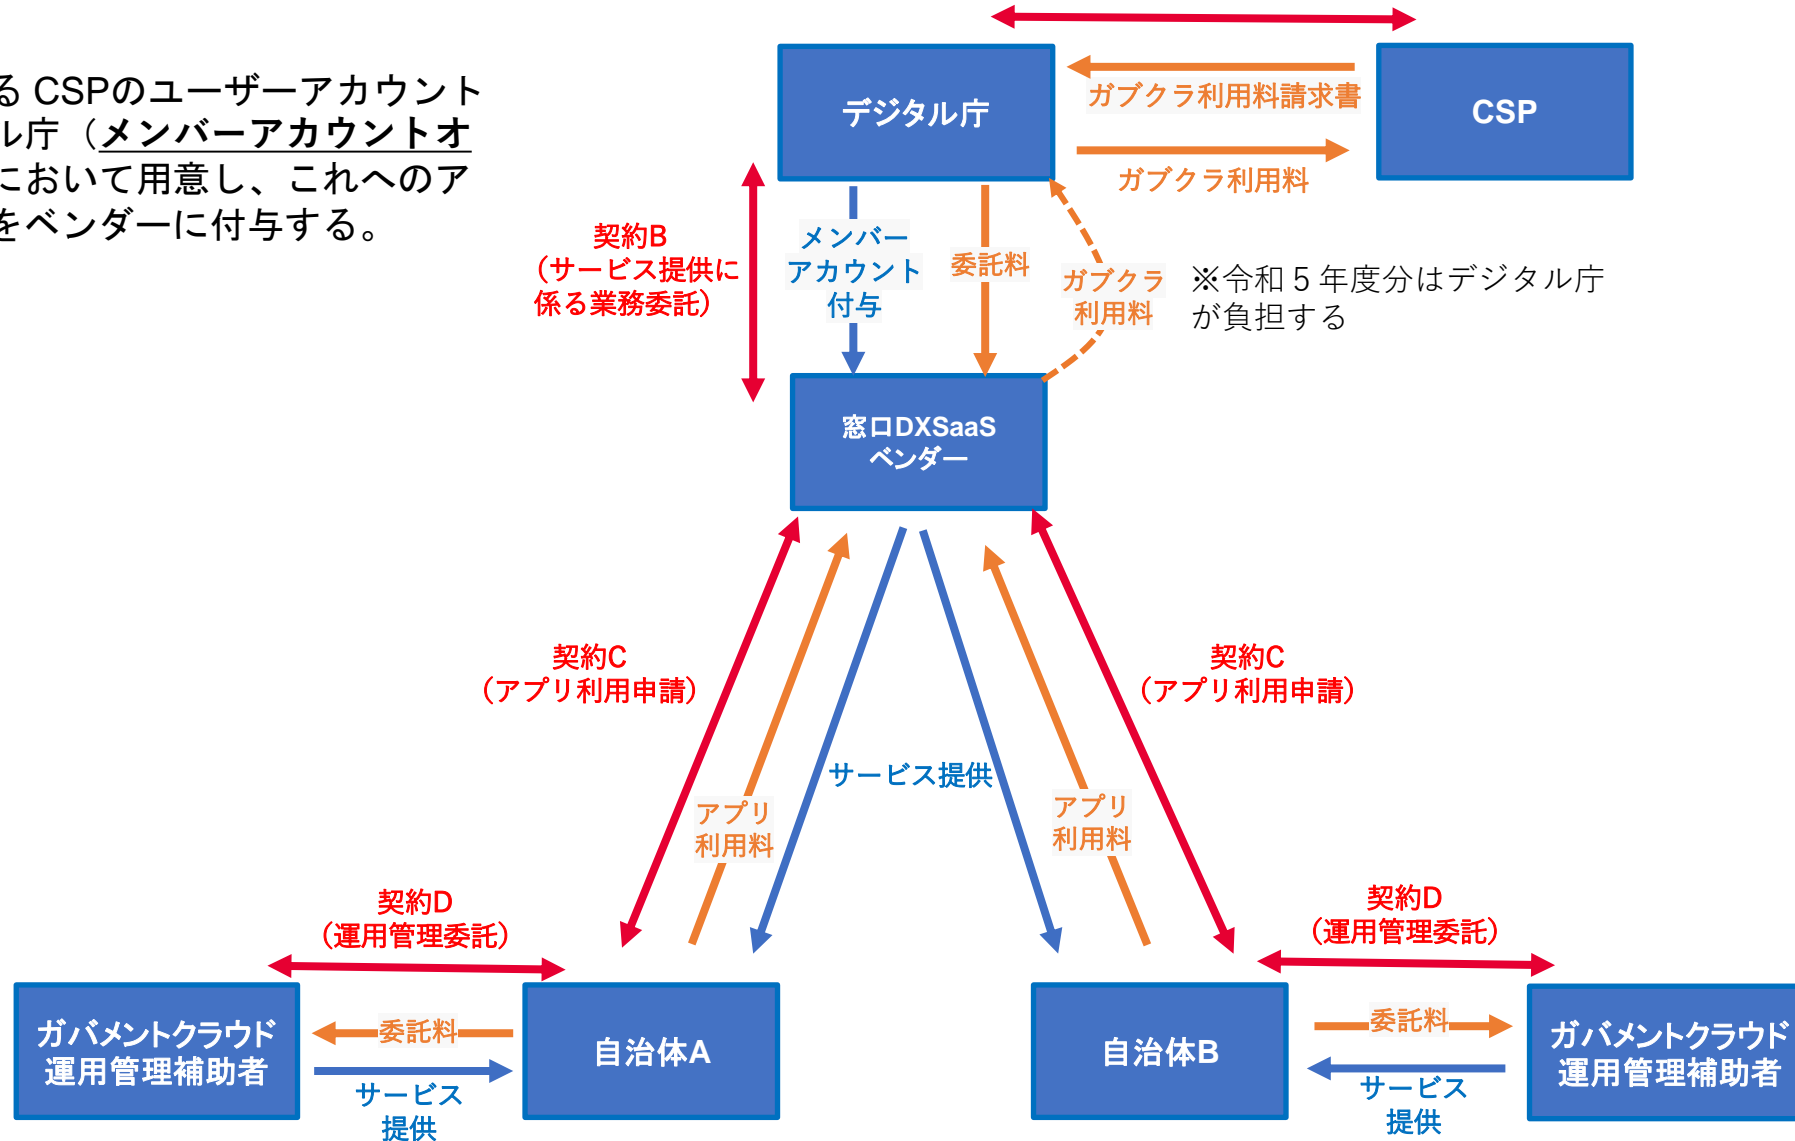 る CSPのユーザーアカウント
ル庁（メンバーアカウントオ
において用意し、これへのア
をベンダーに付与する。
デジタル庁
ガブクラ利用料請求書
ガブクラ利用料
CSP
契約B
（サービス提供に
係る業務委託）
メンバー
アカウント
付与
委託料
ガブクラ
利用料
※令和５年度分はデジタル庁
が負担する
窓口DXSaaS
ベンダー
契約C
（アプリ利用申請）
契約C
（アプリ利用申請）
サービス提供
アプリ
利用料
アプリ
利用料
契約D
（運用管理委託）
契約D
（運用管理委託）
ガバメントクラウド
運用管理補助者
委託料
サービス
提供
自治体A
自治体B
委託料
サービス
提供
ガバメントクラウド
運用管理補助者